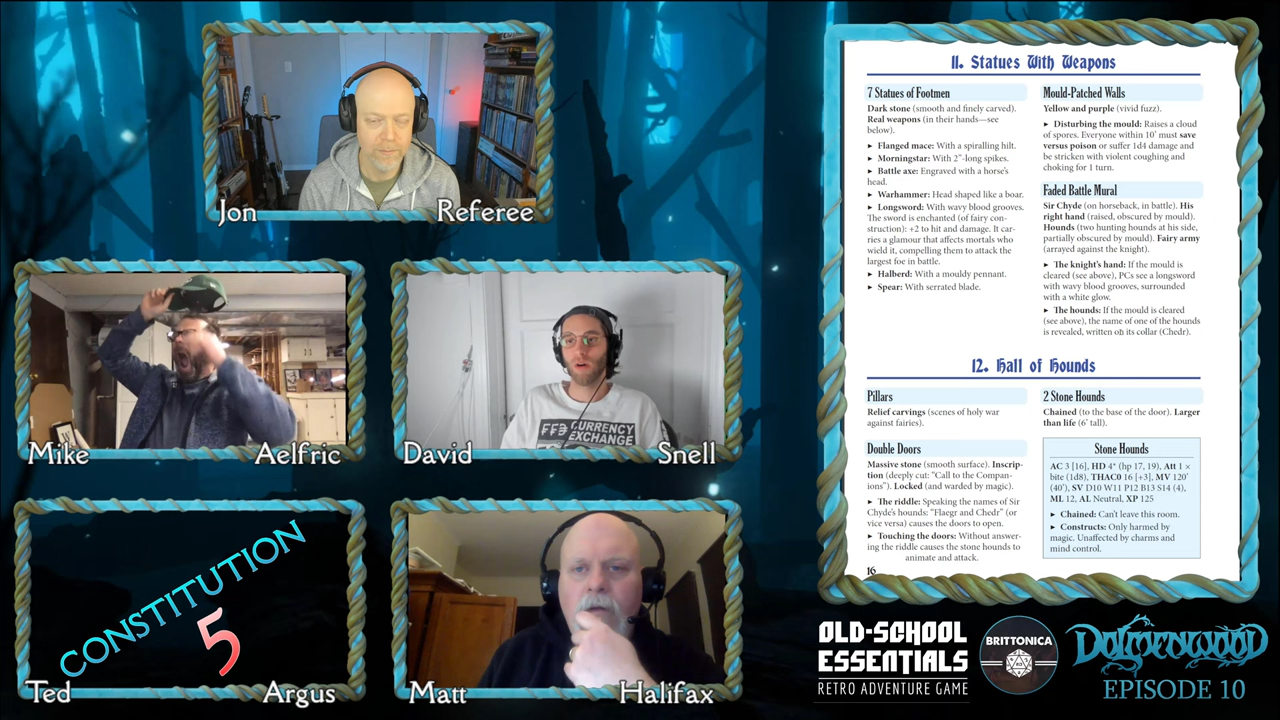 Jon
Referee
Mike
Aelfric
FFD CURRENCY
EXCHANGE
David
Snell
CONSTITUTION
5
Ted
Argus
Matt
Halifax
11. Statues With Weapons
7 Statues of Footmen
Dark stone (smooth and finely carved).
Real weapons (in their hands—see
below).
► Flanged mace: With a spiralling hilt.
► Morningstar: With 2"-long spikes.
► Battle axe: Engraved with a horse's
head.
► Warhammer: Head shaped like a boar.
► Longsword: With wavy blood grooves.
The sword is enchanted (of fairy con-
struction): +2 to hit and damage. It car-
ries a glamour that affects mortals who
wield it, compelling them to attack the
largest foe in battle.
► Halberd: With a mouldy pennant.
► Spear: With serrated blade.
Mould-Patched Walls
Yellow and purple (vivid fuzz).
► Disturbing the mould: Raises a cloud
of spores. Everyone within 10' must save
versus poison or suffer 1d4 damage and
be stricken with violent coughing and
choking for 1 turn.
Faded Battle Mural
Sir Chyde (on horseback, in battle). His
right hand (raised, obscured by mould).
Hounds (two hunting hounds at his side,
partially obscured by mould). Fairy army
(arrayed against the knight).
► The knight's hand: If the mould is
cleared (see above), PCs see a longsword
with wavy blood grooves, surrounded
with a white glow.
► The hounds: If the mould is cleared
(see above), the name of one of the hounds
is revealed, written on its collar (Chedr).
12. Hall of Hounds
Pillars
Relief carvings (scenes of holy war
against fairies).
Double Doors
Massive stone (smooth surface). Inscrip-
tion (deeply cut: "Call to the Compan-
ions"). Locked (and warded by magic).
► The riddle: Speaking the names of Sir
Chyde's hounds: "Flaegr and Chedr" (or
vice versa) causes the doors to open.
► Touching the doors: Without answer-
ing the riddle causes the stone hounds to
animate and attack.
2 Stone Hounds
Chained (to the base of the door). Larger
than life (6' tall).
Stone Hounds
AC 3 [16], HD 4* (hp 17, 19), Att 1 ×
bite (1d8), THAC0 16 [+3], MV 120'
(40'), SV D10 W11 P12 B13 S14 (4),
ML 12, AL Neutral, XP 125
► Chained: Can't leave this room.
► Constructs: Only harmed by
magic. Unaffected by charms and
mind control.
16
OLD-SCHOOL
ESSENTIALS
RETRO ADVENTURE GAME
BRITTONICA
Dolmenwood
EPISODE 10